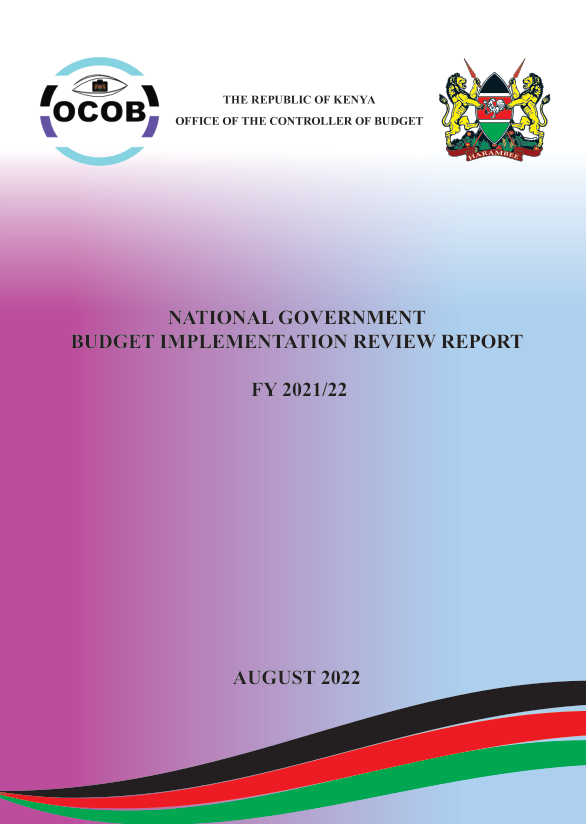 OCOB
THE REPUBLIC OF KENYA
OFFICE OF THE CONTROLLER OF BUDGET
HARAMBEE
NATIONAL GOVERNMENT
BUDGET IMPLEMENTATION REVIEW REPORT
FY 2021/22
AUGUST 2022